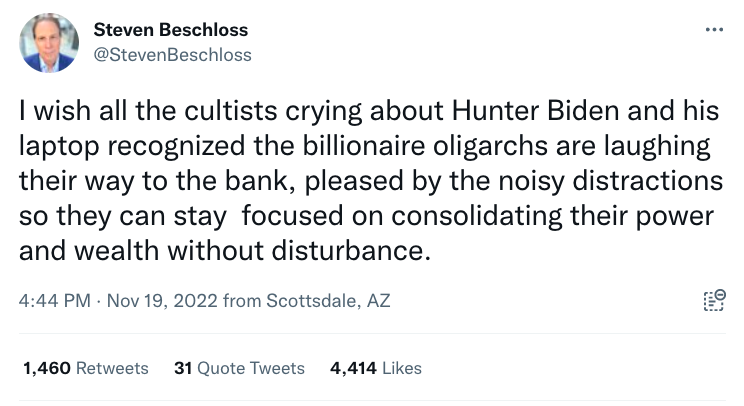 Steven Beschloss
@StevenBeschloss
I wish all the cultists crying about Hunter Biden and his
laptop recognized the billionaire oligarchs are laughing
their way to the bank, pleased by the noisy distractions
so they can stay  focused on consolidating their power
and wealth without disturbance.
4:44 PM · Nov 19, 2022 from Scottsdale, AZ
1,460 Retweets 31 Quote Tweets 4,414 Likes